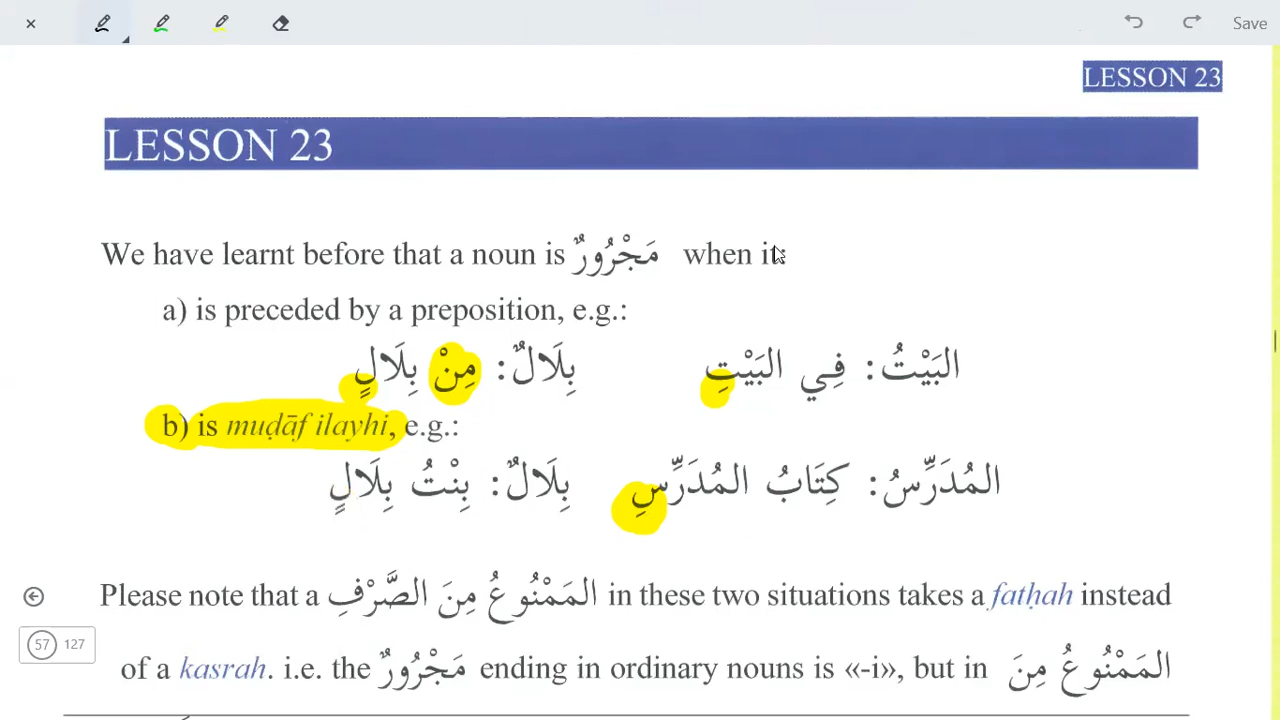 Save
LESSON 23
LESSON 23
We have learnt before that a noun is مَجْرُورٌ when it:
a) is preceded by a preposition, e.g.:
البَيْتُ: فِي البَيْتِ بِلَالٌ: مِنْ بِلَالٍ
b) is muḍāf ilayhi, e.g.:
المُدَرِّسُ: كِتَابُ المُدَرِّسِ بِلَالٌ: بِنْتُ بِلَالٍ
Please note that a المَمْنُوعُ مِنَ الصَّرْفِ in these two situations takes a fatḥah instead
of a kasrah. i.e. the مَجْرُورٌ ending in ordinary nouns is «-i», but in المَمْنُوعُ مِنَ
57 127